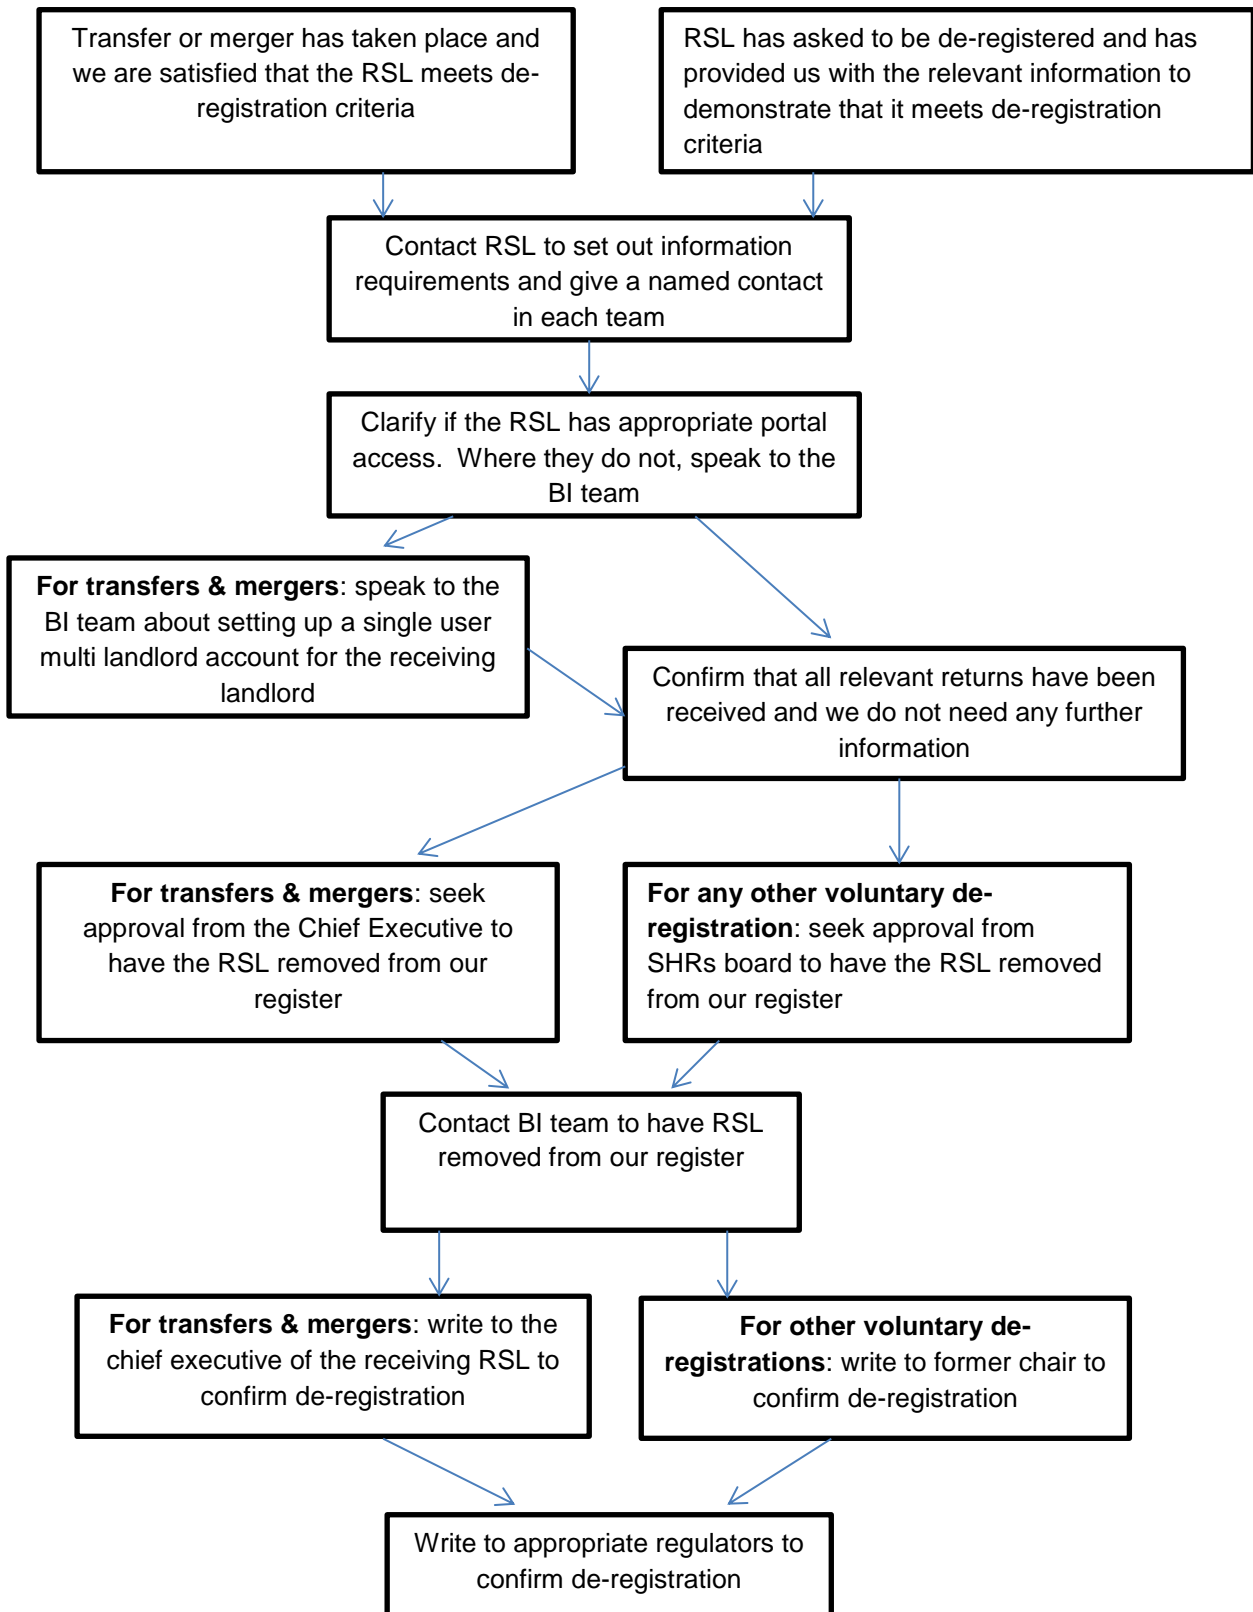 Transfer or merger has taken place and
we are satisfied that the RSL meets de-
registration criteria
RSL has asked to be de-registered and has
provided us with the relevant information to
demonstrate that it meets de-registration
criteria
Contact RSL to set out information
requirements and give a named contact
in each team
Clarify if the RSL has appropriate portal
access.  Where they do not, speak to the
BI team
For transfers & mergers: speak to the
BI team about setting up a single user
multi landlord account for the receiving
landlord
Confirm that all relevant returns have been
received and we do not need any further
information
For transfers & mergers: seek
approval from the Chief Executive to
have the RSL removed from our
register
For any other voluntary de-
registration: seek approval from
SHRs board to have the RSL removed
from our register
Contact BI team to have RSL
removed from our register
For transfers & mergers: write to the
chief executive of the receiving RSL to
confirm de-registration
For other voluntary de-
registrations: write to former chair to
confirm de-registration
Write to appropriate regulators to
confirm de-registration